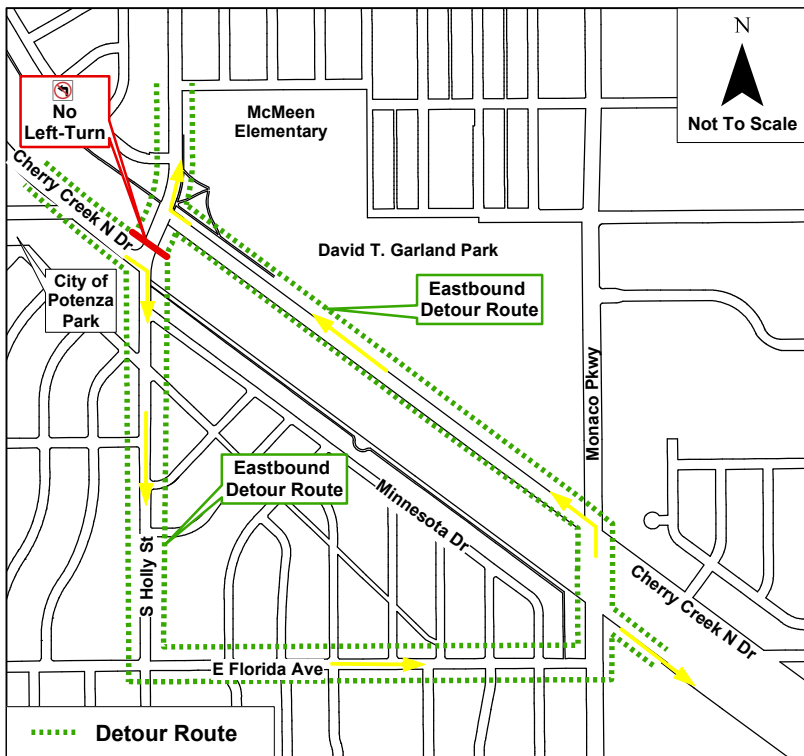 N
Not To Scale
No
Left-Turn
McMeen
Elementary
Cherry Creek N Dr
David T. Garland Park
City of
Potenza
Park
Eastbound
Detour Route
Monaco Pkwy
Eastbound
Detour Route
Minnesota Dr
S Holly St
Cherry Creek N Dr
E Florida Ave
Detour Route